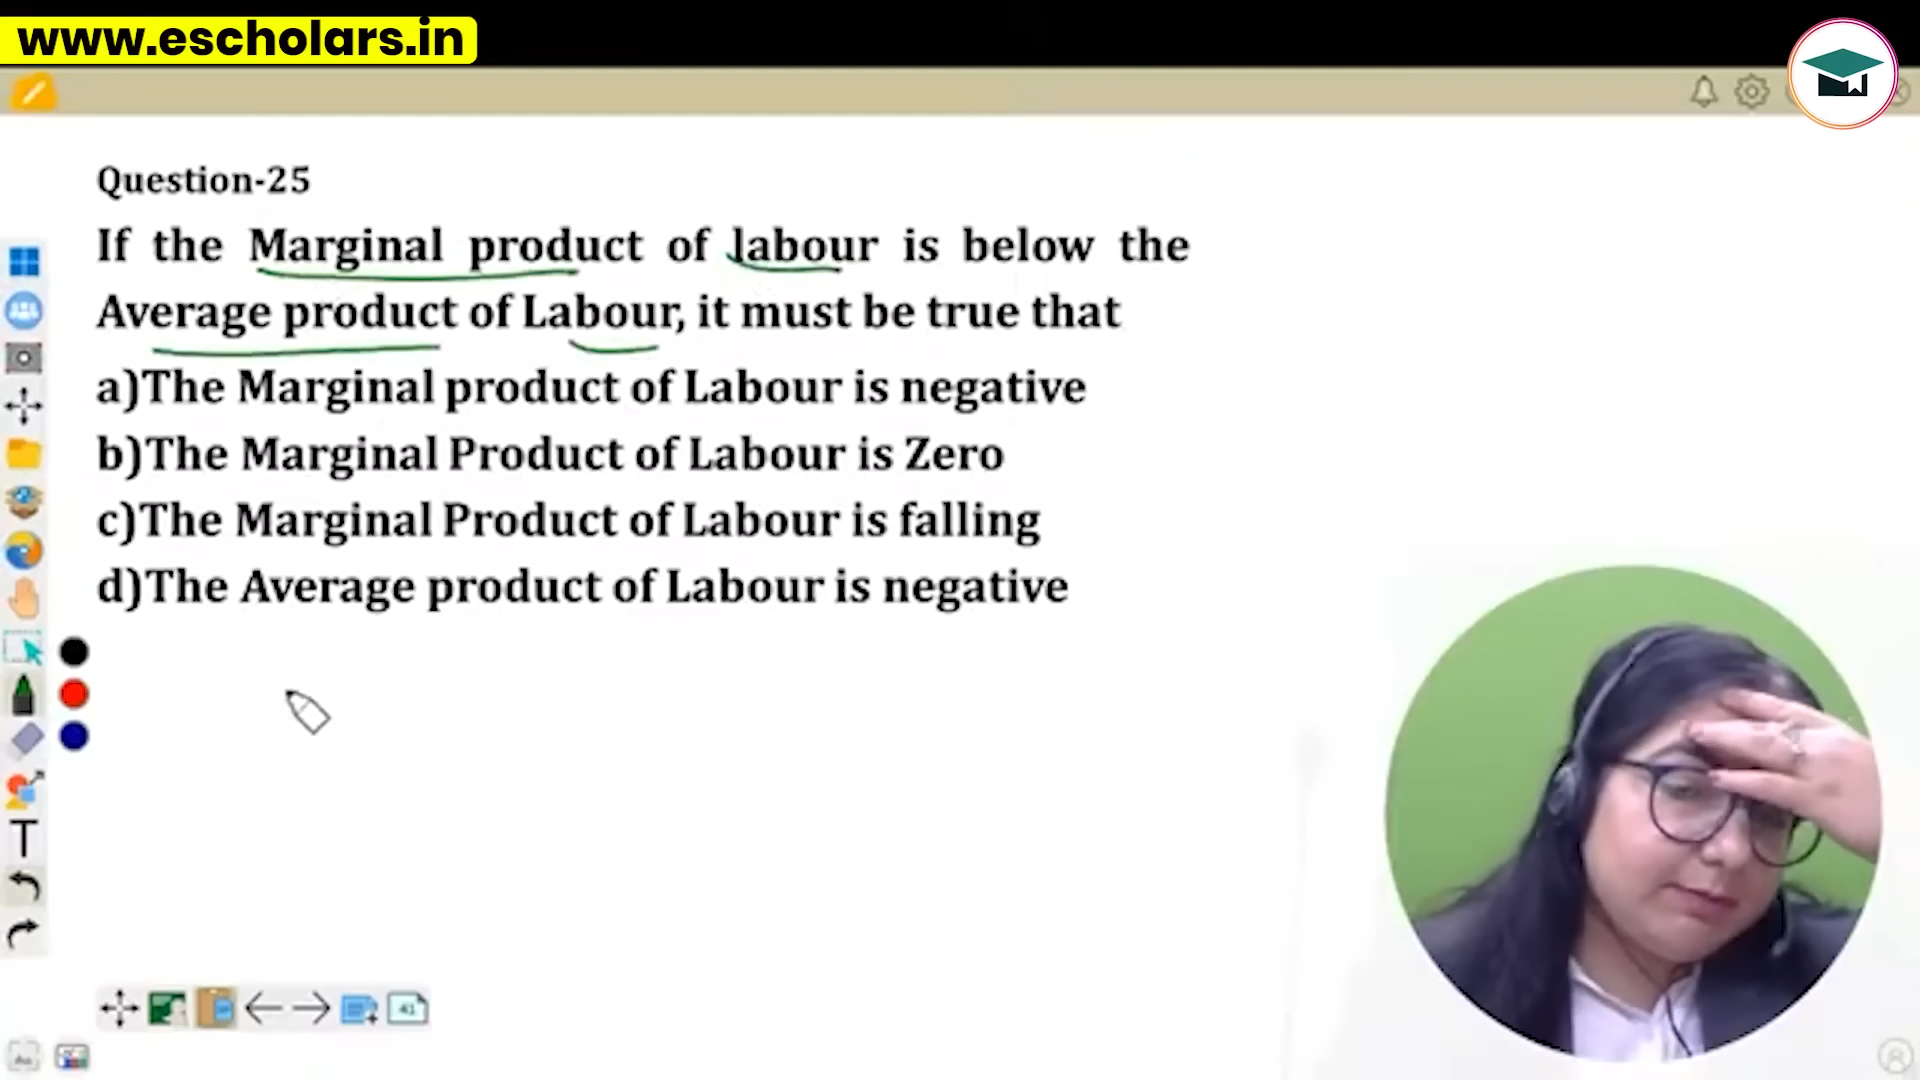 www.escholars.in
Question-25
If the Marginal product of labour is below the
Average product of Labour, it must be true that
a)The Marginal product of Labour is negative
b)The Marginal Product of Labour is Zero
c)The Marginal Product of Labour is falling
d)The Average product of Labour is negative
T
41